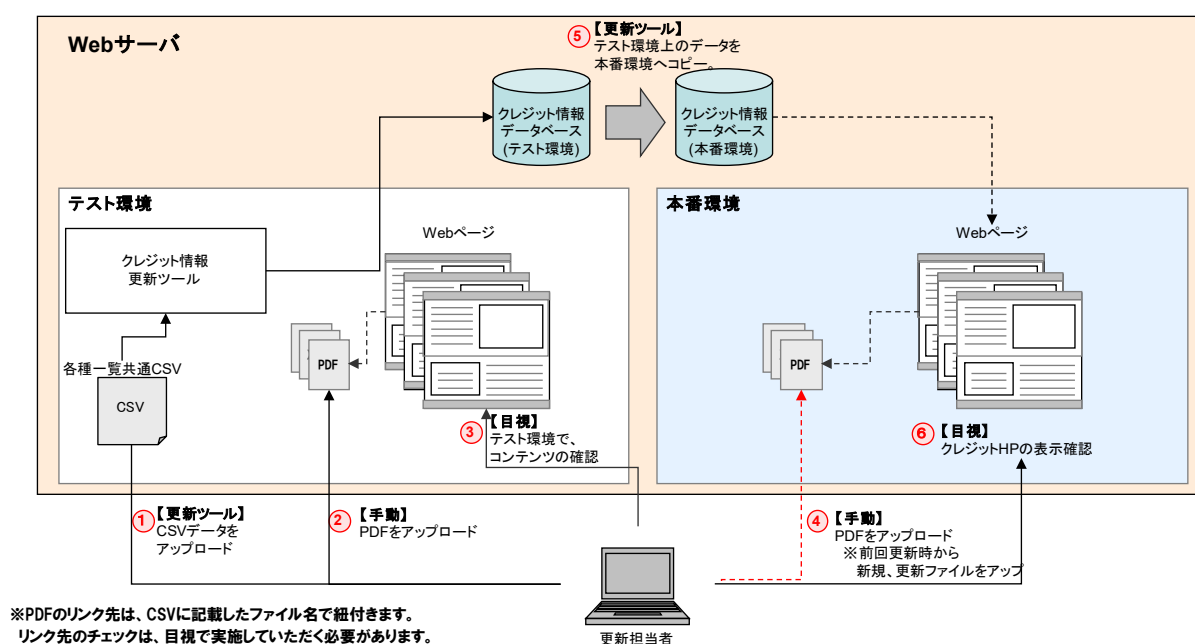 Webサーバ
⑤
【更新ツール】
テスト環境上のデータを
本番環境へコピー。
クレジット情報
データベース
(テスト環境)
クレジット情報
データベース
(本番環境)
テスト環境
クレジット情報
更新ツール
各種一覧共通CSV
CSV
PDF
Webページ
③
【目視】
テスト環境で、
コンテンツの確認
本番環境
Webページ
PDF
⑥
【目視】
クレジットHPの表示確認
①
【更新ツール】
CSVデータを
アップロード
②
【手動】
PDFをアップロード
④
【手動】
PDFをアップロード
※前回更新時から
新規、更新ファイルをアップ
更新担当者
※PDFのリンク先は、CSVに記載したファイル名で紐付きます。
リンク先のチェックは、目視で実施していただく必要があります。